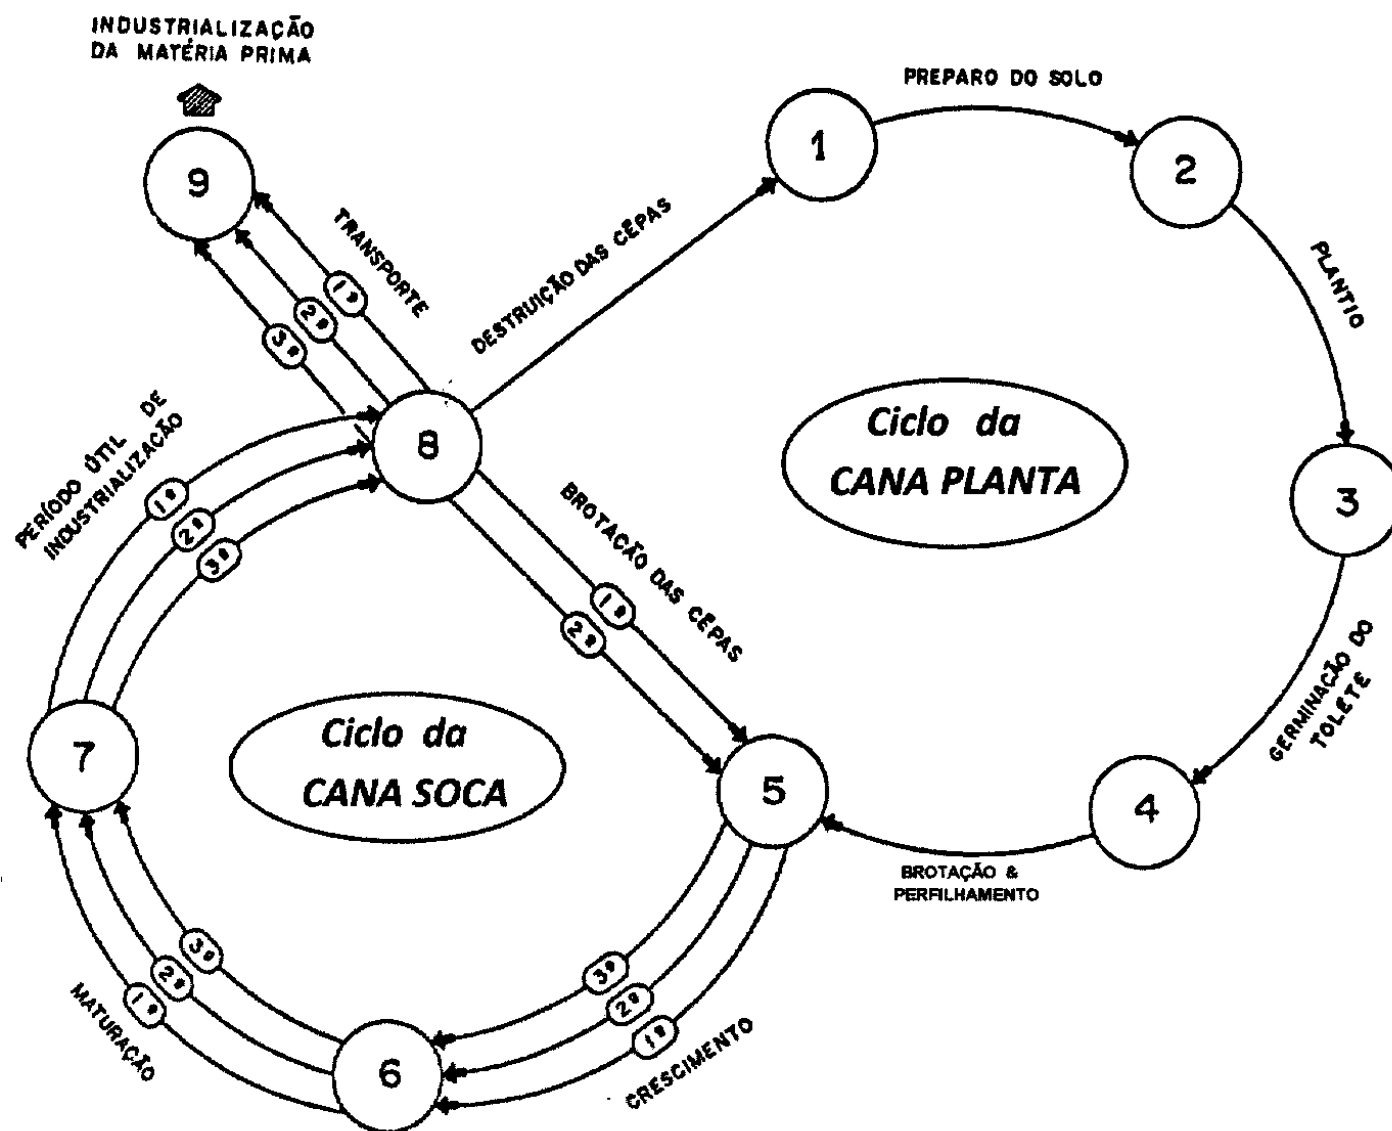 INDUSTRIALIZAÇÃO
DA MATÉRIA PRIMA
9
TRANSPORTE
1º
2º
3º
DESTRUIÇÃO DAS CÉPAS
1
PREPARO DO SOLO
2
PLANTIO
3
GERMINAÇÃO DO
TOLETE
4
BROTAÇÃO &
PERFILHAMENTO
Ciclo da
CANA PLANTA
8
BROTAÇÃO DAS CÉPAS
1º
2º
5
PERÍODO ÚTIL DE
INDUSTRIALIZAÇÃO
1º
2º
3º
Ciclo da
CANA SOCA
7
3º
2º
1º
MATURAÇÃO
6
3º
2º
1º
CRESCIMENTO